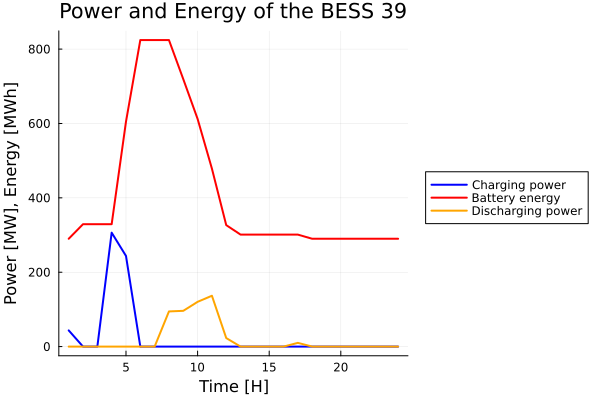 Power and Energy of the BESS 39
Power [MW], Energy [MWh]
800
600
400
200
0
5
10
15
20
Time [H]
Charging power
Battery energy
Discharging power